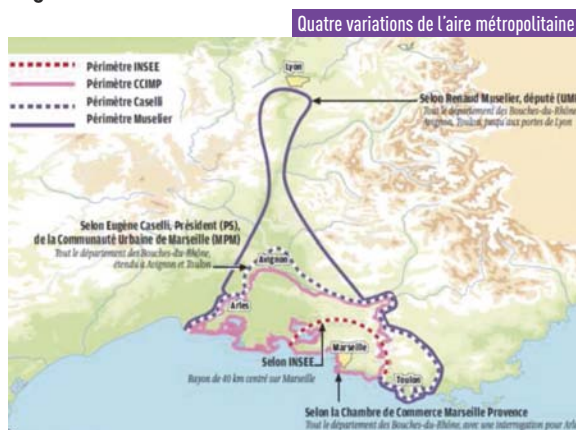 Quatre variations de l'aire métropolitaine
Périmètre INSEE
Périmètre CCIMP
Périmètre Caselli
Périmètre Muselier
Lyon
Selon Renaud Muselier, député (UM
Tout le département des Bouches-du-Rhône
Avignon, Toulon, jusqu'aux portes de Lyon
Selon Eugène Caselli, Président (PS),
de la Communauté Urbaine de Marseille (MPM)
Tout le département des Bouches-du-Rhône,
étendu à Avignon et Toulon
Avignon
Arles
Selon INSEE
Rayon de 40 km centré sur Marseille
Marseille
Toulon
Selon la Chambre de Commerce Marseille Provence
Tout le département des Bouches-du-Rhône, avec une interrogation pour Arl